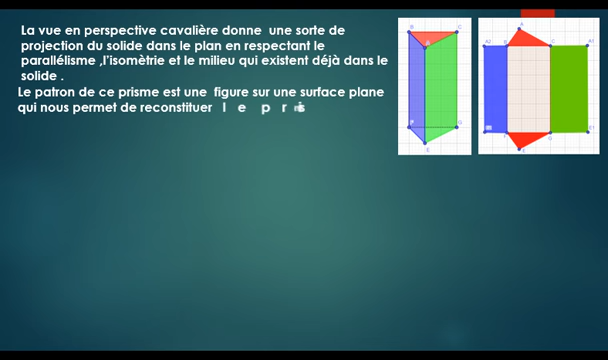 La vue en perspective cavalière donne une sorte de
projection du solide dans le plan en respectant le
parallélisme ,l'isomètrie et le milieu qui existent déjà dans le
solide .
Le patron de ce prisme est une figure sur une surface plane
qui nous permet de reconstituer l e p r i s